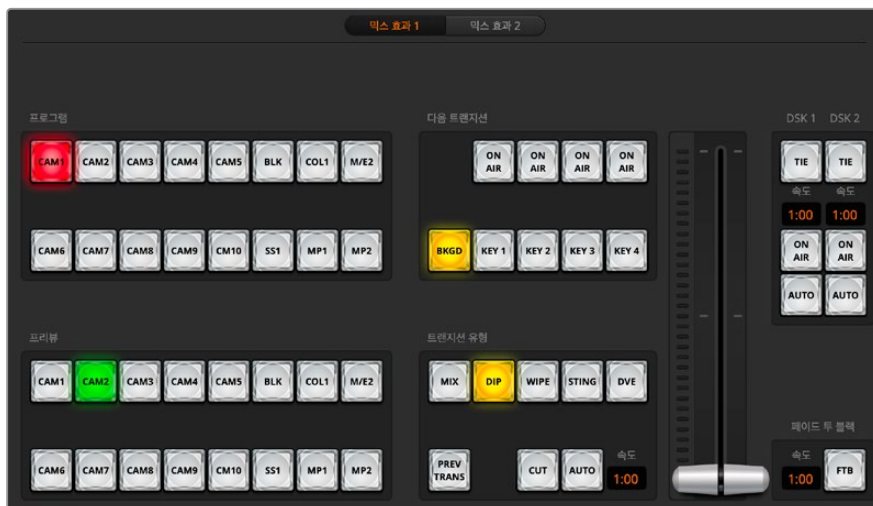 믹스 효과 1 믹스 효과 2
프로그램
CAM1 CAM2 CAM3 CAM4 CAM5 BLK COL1 M/E2
CAM6 CAM7 CAM8 CAM9 CM10 SS1 MP1 MP2
다음 트랜지션
ON AIR ON AIR ON AIR ON AIR
BKGD KEY 1 KEY 2 KEY 3 KEY 4
DSK 1 DSK 2
TIE TIE
속도 속도
1:00 1:00
ON AIR ON AIR
AUTO AUTO
프리뷰
CAM1 CAM2 CAM3 CAM4 CAM5 BLK COL1 M/E2
CAM6 CAM7 CAM8 CAM9 CM10 SS1 MP1 MP2
트랜지션 유형
MIX DIP WIPE STING DVE
PREV TRANS CUT AUTO 속도 1:00
페이드 투 블랙
속도
1:00 FTB